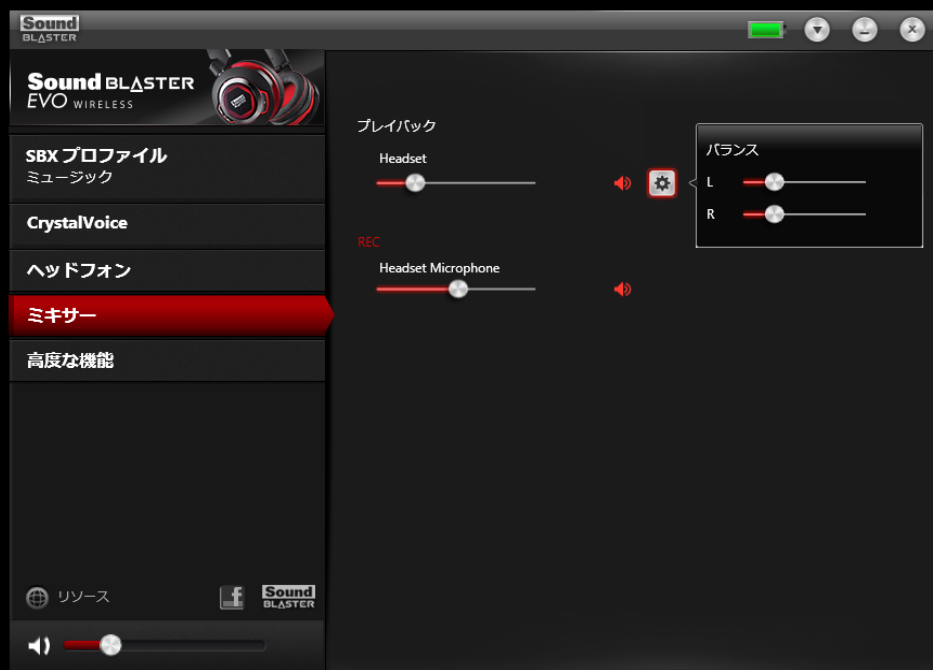 Sound
BLASTER
Sound BLASTER
EVO WIRELESS
SBX プロファイル
ミュージック
CrystalVoice
ヘッドフォン
ミキサー
高度な機能
リソース
f
Sound
BLASTER
プレイバック
Headset
バランス
L
R
REC
Headset Microphone